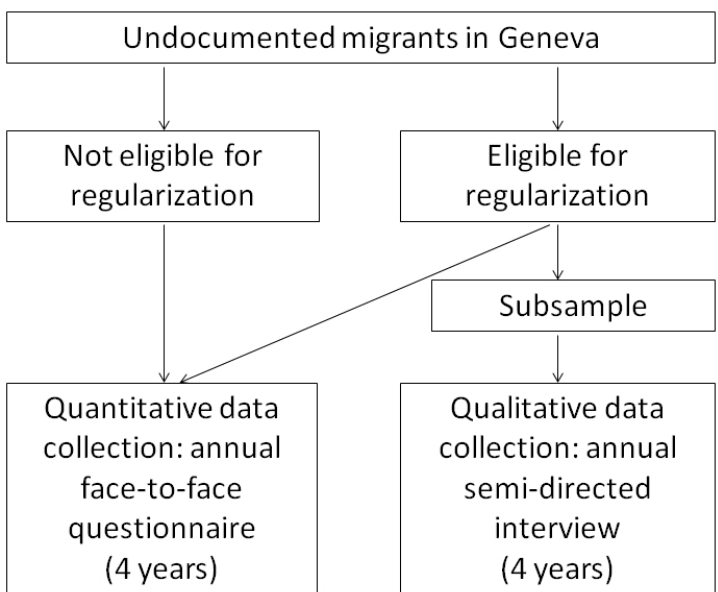 Undocumented migrants in Geneva
Not eligible for
regularization
Eligible for
regularization
Subsample
Quantitative data
collection: annual
face-to-face
questionnaire
(4 years)
Qualitative data
collection: annual
semi-directed
interview
(4 years)